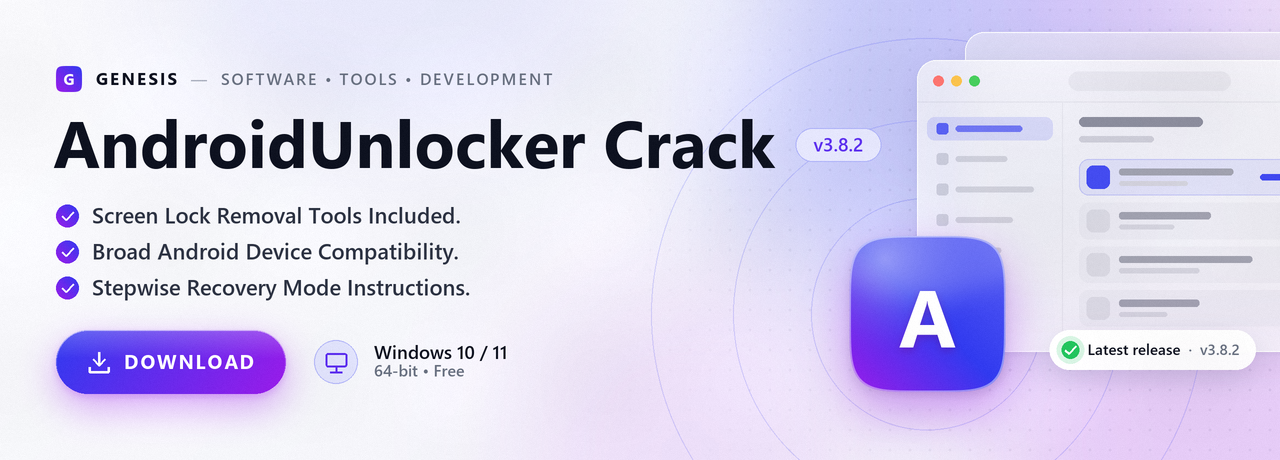 G GENESIS — SOFTWARE • TOOLS • DEVELOPMENT
AndroidUnlocker Crack v3.8.2
Screen Lock Removal Tools Included.
Broad Android Device Compatibility.
Stepwise Recovery Mode Instructions.
DOWNLOAD
Windows 10 / 11
64-bit • Free
A
Latest release · v3.8.2